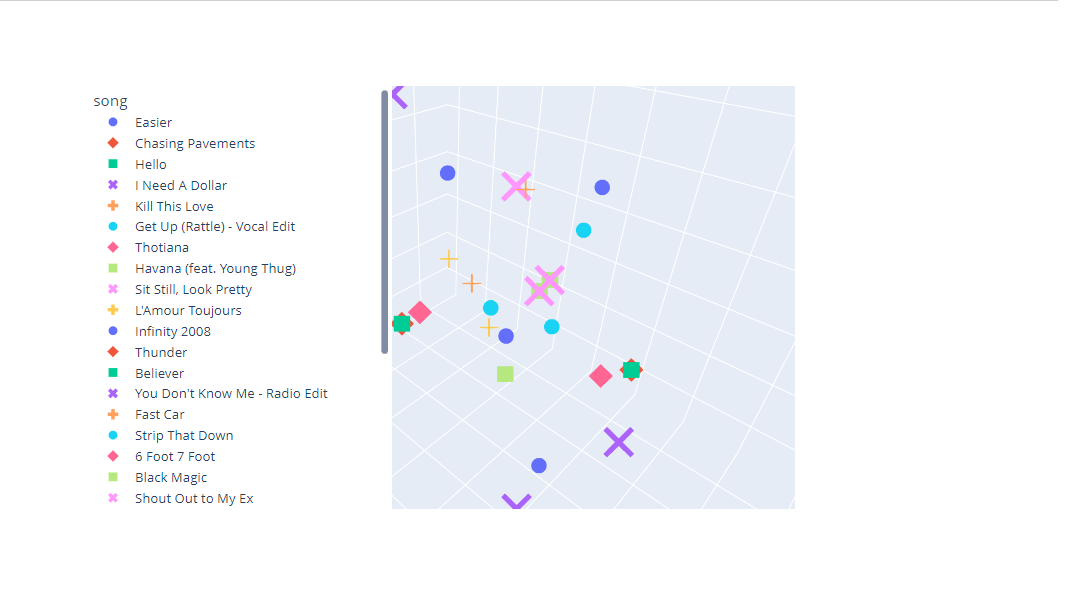 song
Easier
Chasing Pavements
Hello
I Need A Dollar
Kill This Love
Get Up (Rattle) - Vocal Edit
Thotiana
Havana (feat. Young Thug)
Sit Still, Look Pretty
L'Amour Toujours
Infinity 2008
Thunder
Believer
You Don't Know Me - Radio Edit
Fast Car
Strip That Down
6 Foot 7 Foot
Black Magic
Shout Out to My Ex